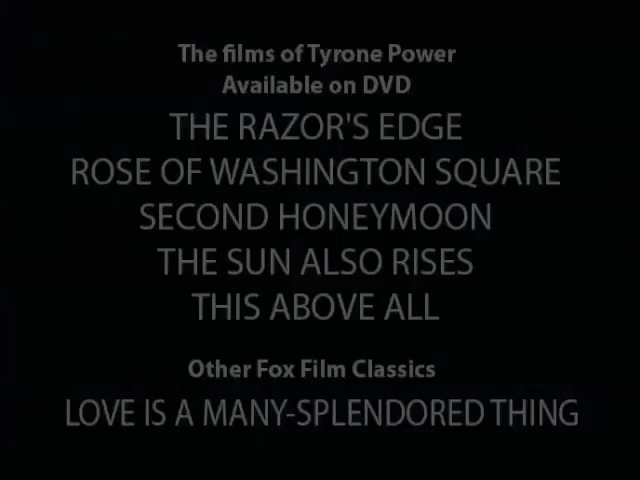 The films of Tyrone Power
Available on DVD
THE RAZOR'S EDGE
ROSE OF WASHINGTON SQUARE
SECOND HONEYMOON
THE SUN ALSO RISES
THIS ABOVE ALL
Other Fox Film Classics
LOVE IS A MANY-SPLENDORED THING